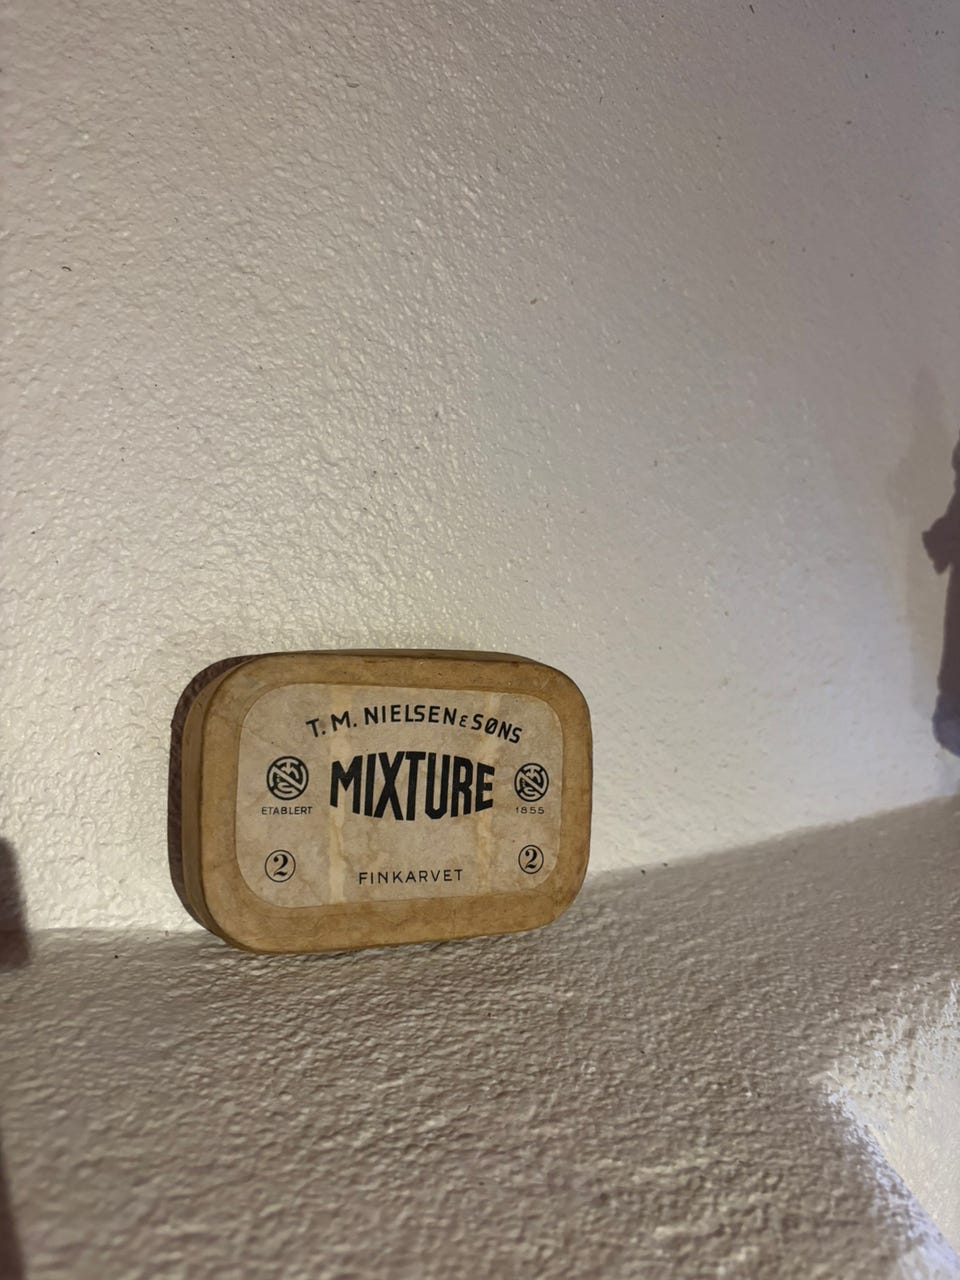 T. M. NIELSEN & SØNS
MIXTURE
ETABLERT 1855
2 FINKARVET 2